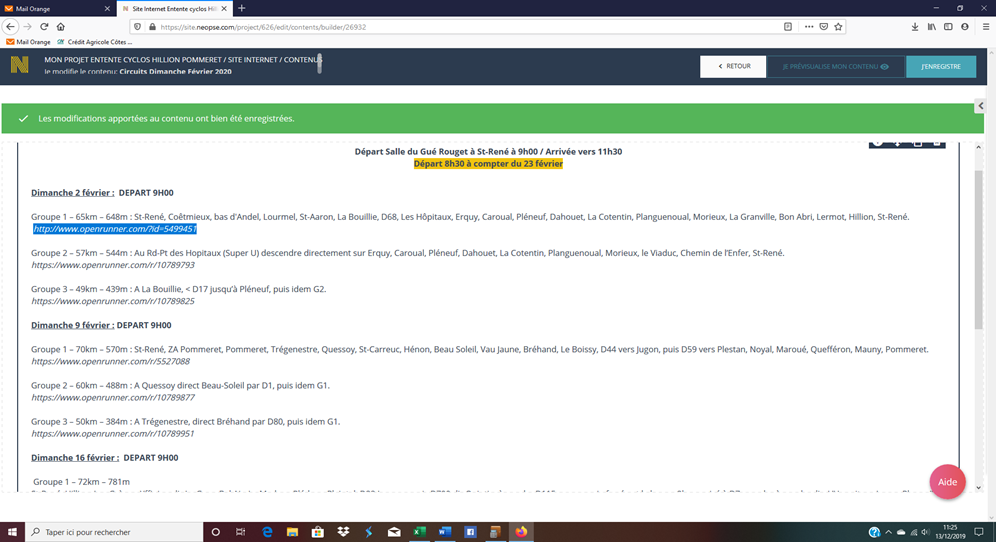 Mail Orange
Site Internet Entente cyclos Hill
https://site.neopse.com/project/626/edit/contents/builder/26932
Mail Orange
Crédit Agricole Côtes ...
MON PROJET ENTENTE CYCLOS HILLION POMMERET / SITE INTERNET / CONTENUS
Je modifie le contenu: Circuits Dimanche Février 2020
RETOUR
JE PRÉVISUALISE MON CONTENU
J'ENREGISTRE
Les modifications apportées au contenu ont bien été enregistrées.
Départ Salle du Gué Rouget à St-René à 9h00 / Arrivée vers 11h30
Départ 8h30 à compter du 23 février
Dimanche 2 février : DEPART 9H00
Groupe 1 – 65km – 648m : St-René, Coëtmieux, bas d'Andel, Lourmel, St-Aaron, La Bouillie, D68, Les Hôpitaux, Erquy, Caroual, Pléneuf, Dahouet, La Cotentin, Planguenoual, Morieux, La Granville, Bon Abri, Lermot, Hillion, St-René.
http://www.openrunner.com/?id=5499451
Groupe 2 – 57km – 544m : Au Rd-Pt des Hopitaux (Super U) descendre directement sur Erquy, Caroual, Pléneuf, Dahouet, La Cotentin, Planguenoual, Morieux, le Viaduc, Chemin de l'Enfer, St-René.
https://www.openrunner.com/r/10789793
Groupe 3 – 49km – 439m : A La Bouillie, < D17 jusqu'à Pléneuf, puis idem G2.
https://www.openrunner.com/r/10789825
Dimanche 9 février : DEPART 9H00
Groupe 1 – 70km – 570m : St-René, ZA Pommeret, Pommeret, Trégenestre, Quessoy, St-Carreuc, Hénon, Beau Soleil, Vau Jaune, Bréhand, Le Boissy, D44 vers Jugon, puis D59 vers Plestan, Noyal, Maroué, Quefféron, Mauny, Pommeret.
https://www.openrunner.com/r/5527088
Groupe 2 – 60km – 488m : A Quessoy direct Beau-Soleil par D1, puis idem G1.
https://www.openrunner.com/r/10789877
Groupe 3 – 50km – 384m : A Trégenestre, direct Bréhand par D80, puis idem G1.
https://www.openrunner.com/r/10789951
Dimanche 16 février : DEPART 9H00
Groupe 1 – 72km – 781m
Aide
Taper ici pour rechercher
11:25
13/12/2019